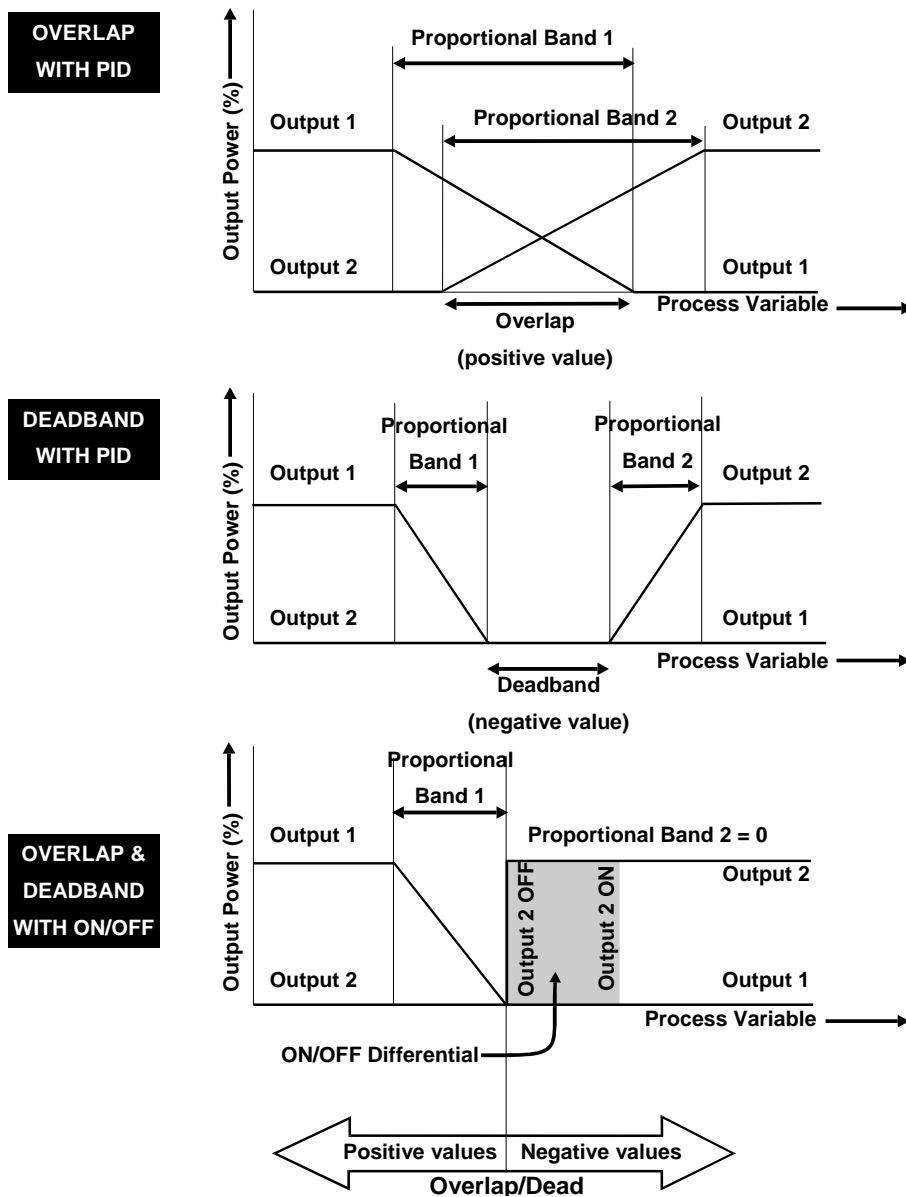 OVERLAP
WITH PID
Output Power (%)
Proportional Band 1
Output 1
Proportional Band 2
Output 2
Output 2
Output 1
Process Variable
Overlap
(positive value)
DEADBAND
WITH PID
Output Power (%)
Proportional
Band 1
Proportional
Band 2
Output 1
Output 2
Output 2
Output 1
Process Variable
Deadband
(negative value)
OVERLAP &
DEADBAND
WITH ON/OFF
Output Power (%)
Proportional
Band 1
Output 1
Proportional Band 2 = 0
Output 2
Output 2 OFF
Output 2 ON
Output 2
Output 1
Process Variable
ON/OFF Differential
Positive values
Negative values
Overlap/Dead